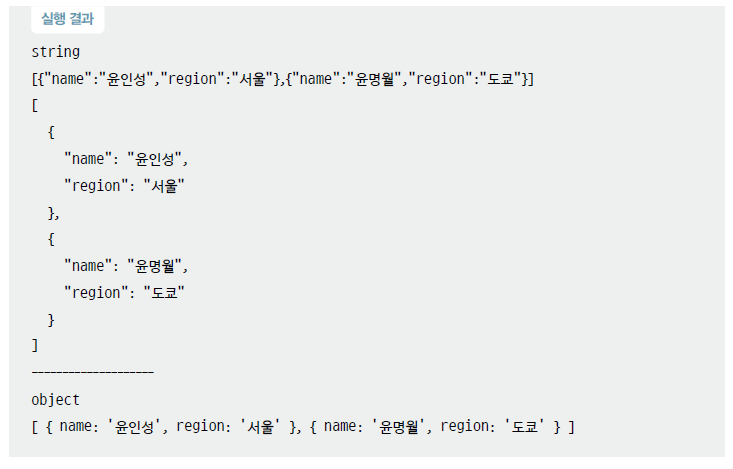 실행 결과
string
[{"name":"윤인성","region":"서울"},{"name":"윤명월","region":"도쿄"}]
[
  {
    "name": "윤인성",
    "region": "서울"
  },
  {
    "name": "윤명월",
    "region": "도쿄"
  }
]
--------------------
object
[ { name: '윤인성', region: '서울' }, { name: '윤명월', region: '도쿄' } ]